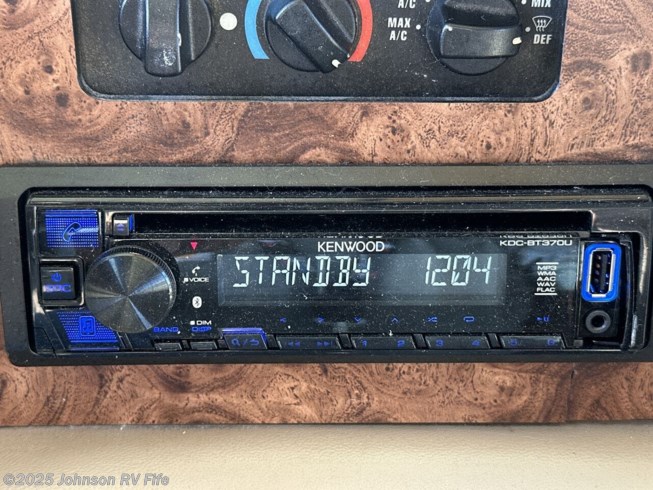 MAX
A/C
A/C
MIX
DEF
KENWOOD
KDC-BT370U
VOICE
STANDBY 1204
MP3
WMA
AAC
WAV
FLAC
DIM
BAND
DISP
1 2 3 4 5 6
©2025 Johnson RV Fife